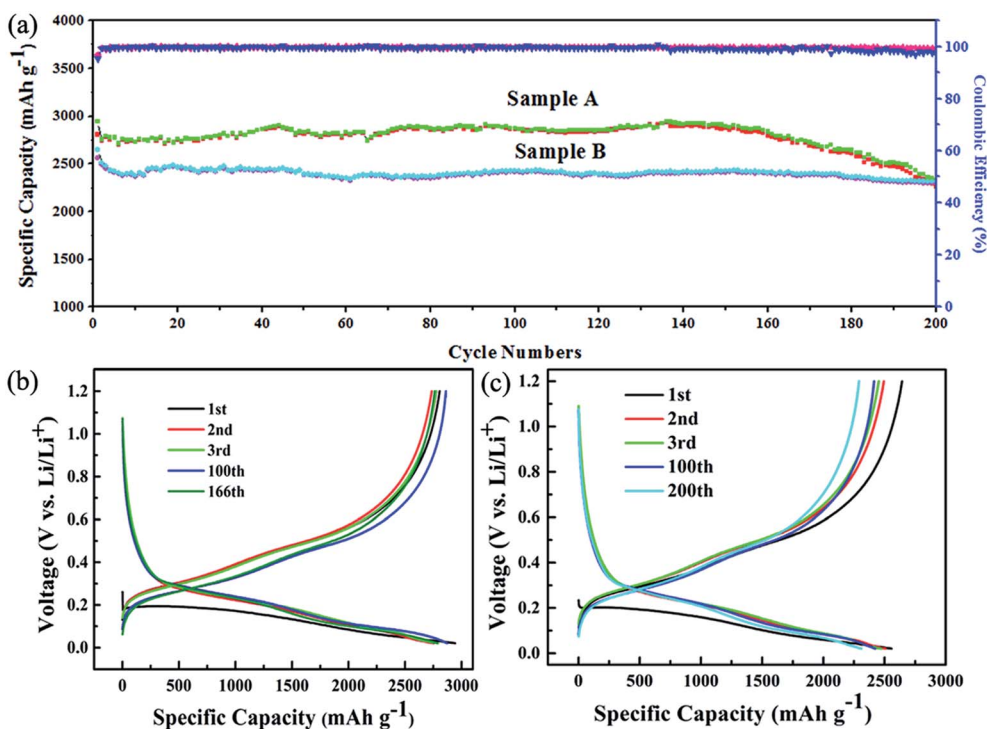 (a)
4000
3500
3000
2500
2000
1500
1000
Specific Capacity (mAh g⁻¹)
Sample A
Sample B
100
80
60
40
20
0
Coulombic Efficiency (%)
0 20 40 60 80 100 120 140 160 180 200
Cycle Numbers
(b)
1.2
1.0
0.8
0.6
0.4
0.2
0.0
Voltage (V vs. Li/Li⁺)
1st
2nd
3rd
100th
166th
0 500 1000 1500 2000 2500 3000
Specific Capacity (mAh g⁻¹)
(c)
1.2
1.0
0.8
0.6
0.4
0.2
0.0
Voltage (V vs. Li/Li⁺)
1st
2nd
3rd
100th
200th
0 500 1000 1500 2000 2500 3000
Specific Capacity (mAh g⁻¹)